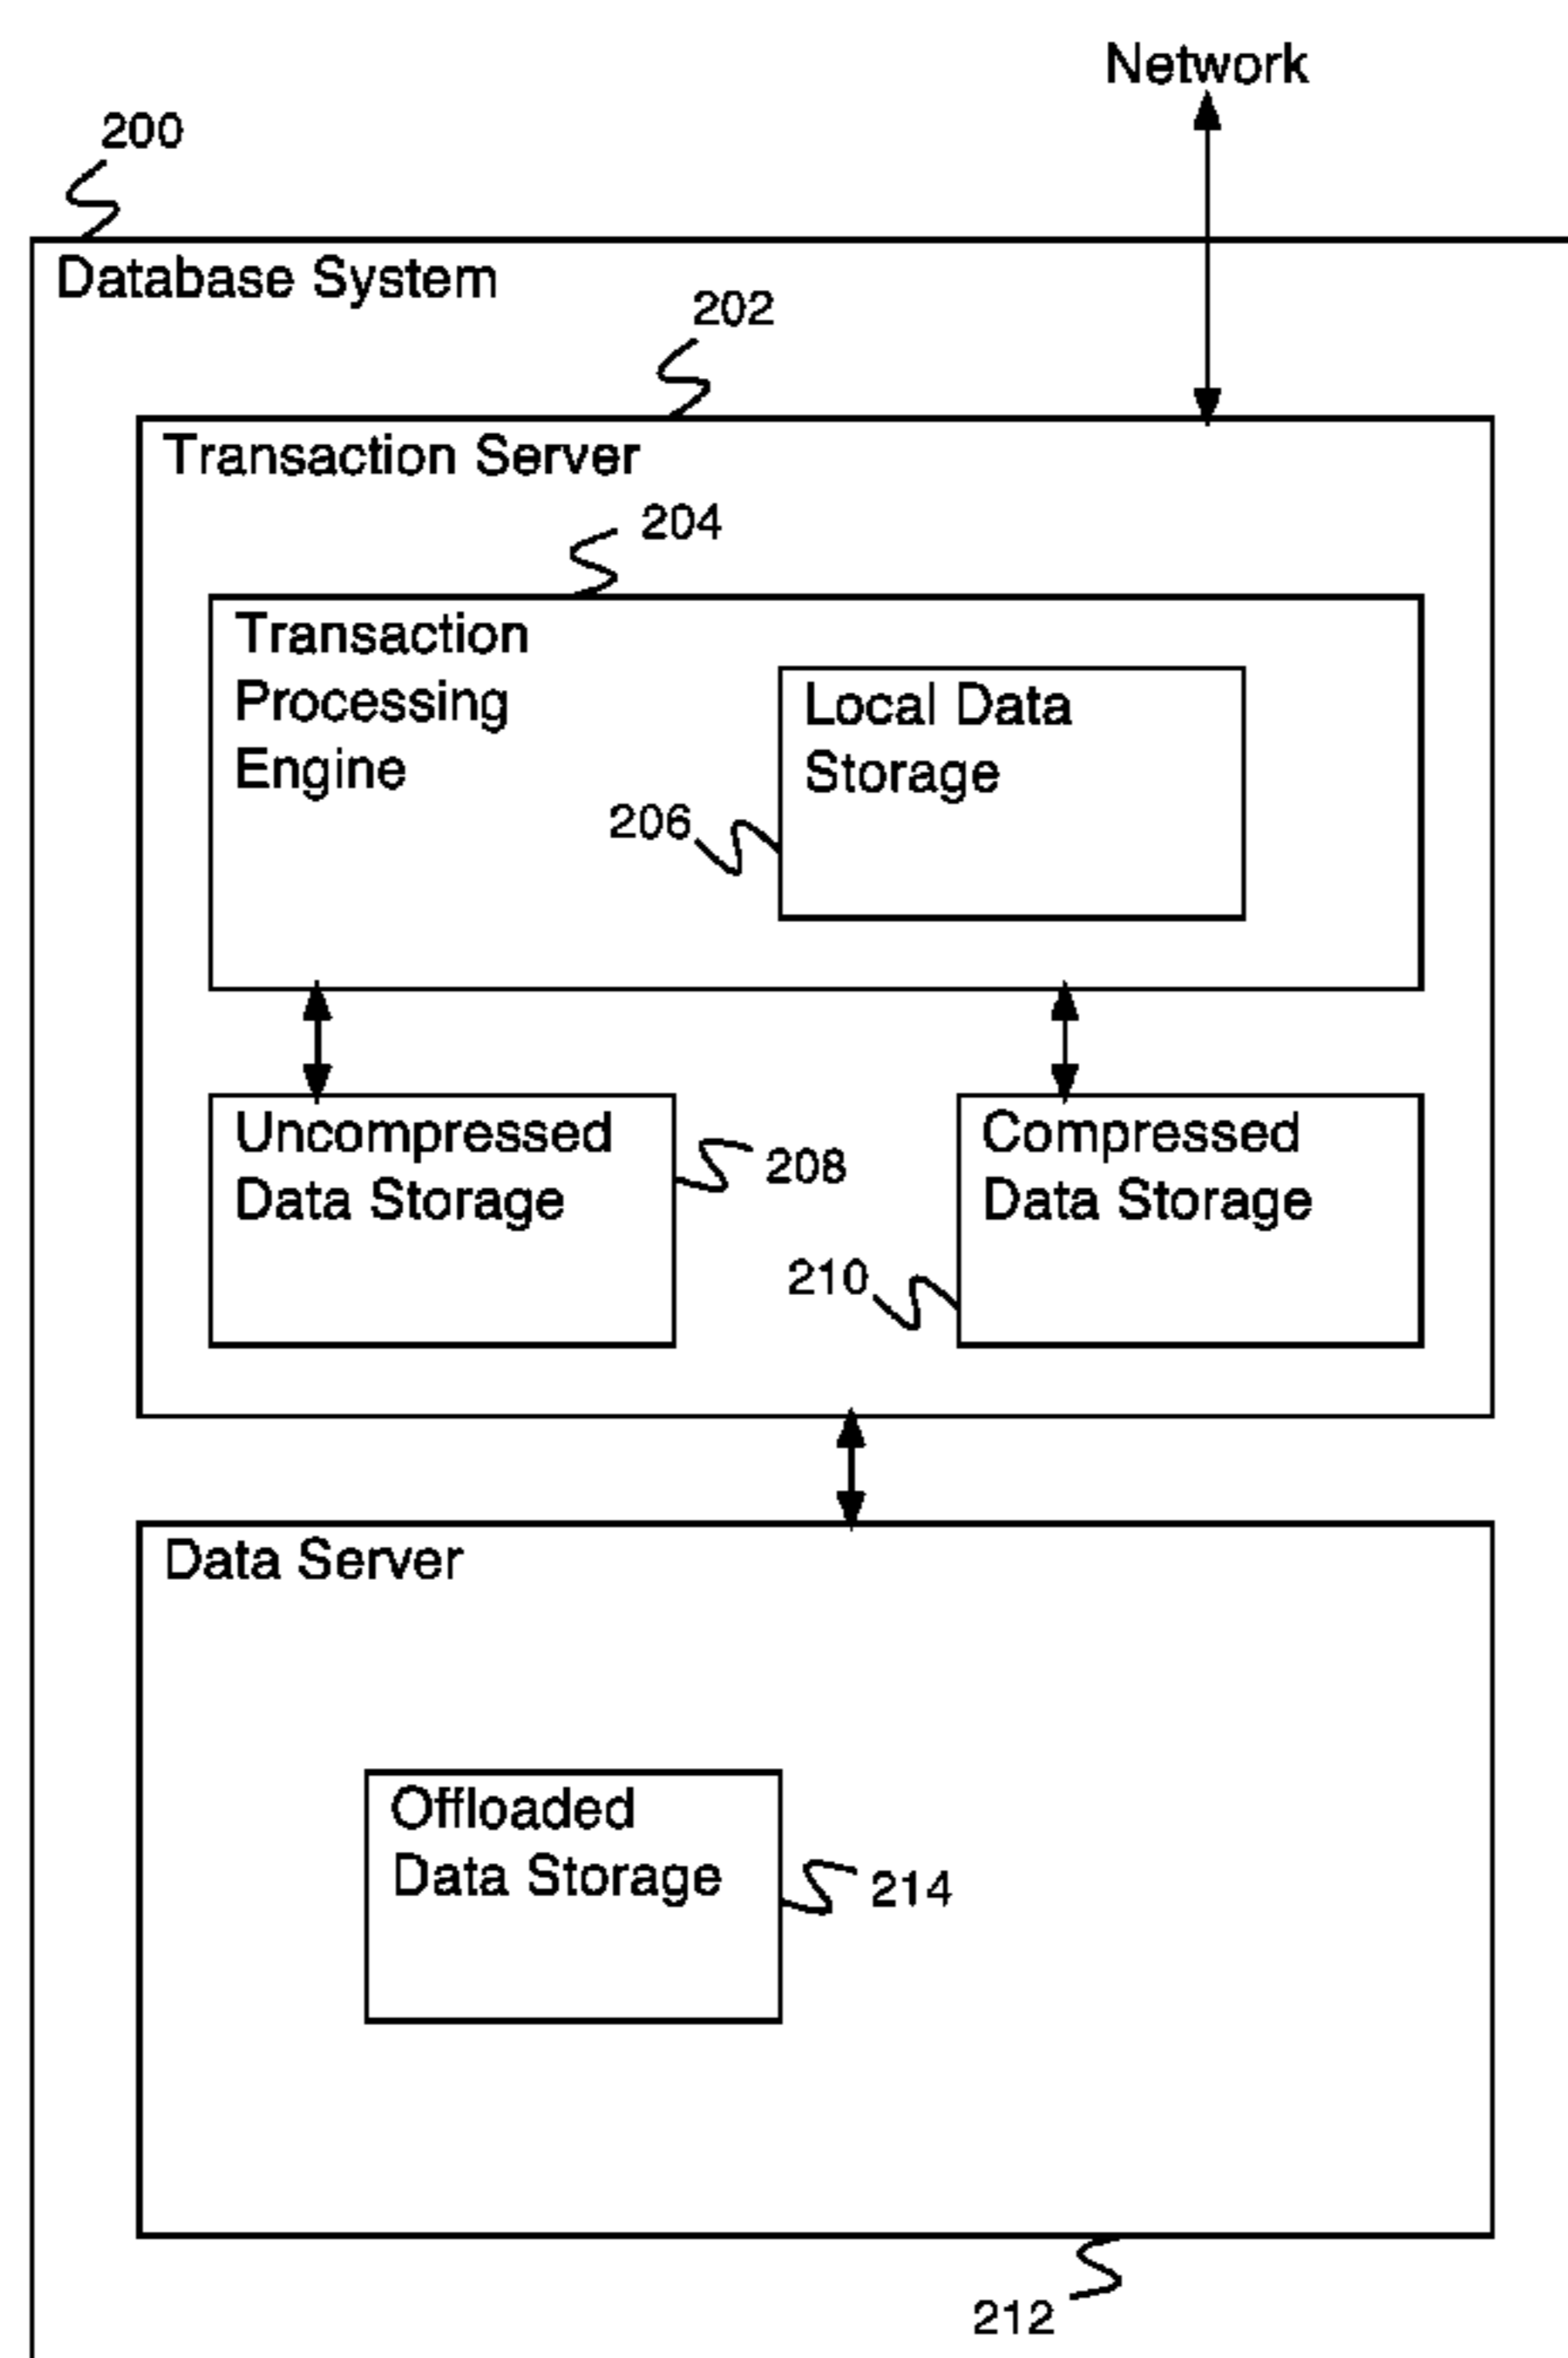 Network
200
Database System
202
Transaction Server
204
Transaction
Processing
Engine
Local Data
Storage
206
Uncompressed
Data Storage
208
Compressed
Data Storage
210
Data Server
Offloaded
Data Storage
214
212